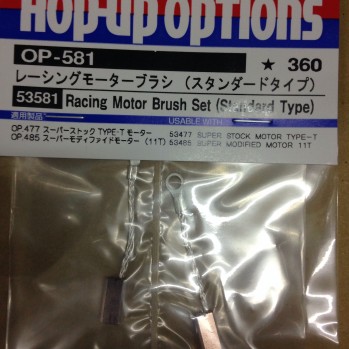 HOP-UP OPTIONS
OP-581 ★ 360
レーシングモーターブラシ (スタンダードタイプ)
53581 Racing Motor Brush Set (Standard Type)
適用製品 USABLE WITH
OP.477 スーパーストック TYPE-T モーター 53477 SUPER STOCK MOTOR TYPE-T
OP.485 スーパーモディファイドモーター (11T) 53485 SUPER MODIFIED MOTOR 11T